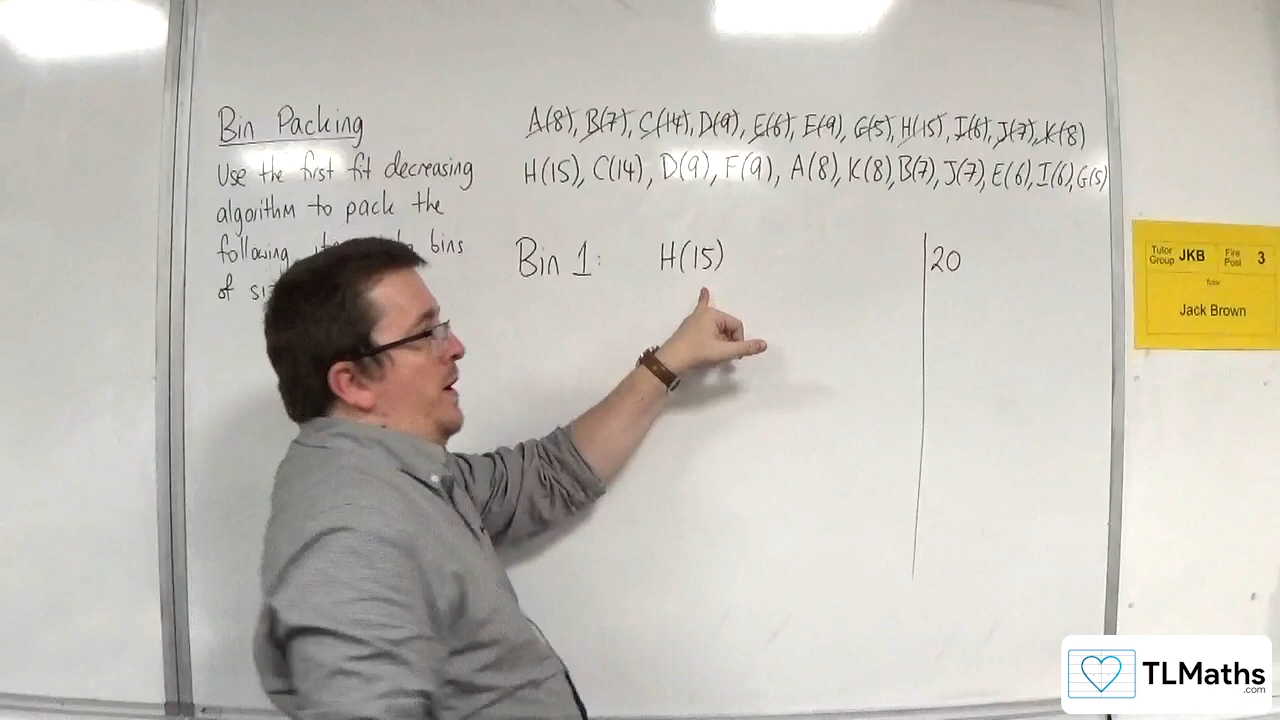 Bin Packing
Use the first fit decreasing
algorithm to pack the
following bins
of
A(8), B(7), C(14), D(9), E(6), E(9), G(5), H(15), I(6), J(7), K(8)
H(15), C(14), D(9), F(9), A(8), K(8), B(7), J(7), E(6), I(6), G(5)
Bin 1: H(15) 20
Tutor Group JKB Fire Post 3
Tutor
Jack Brown
TLMaths
.com